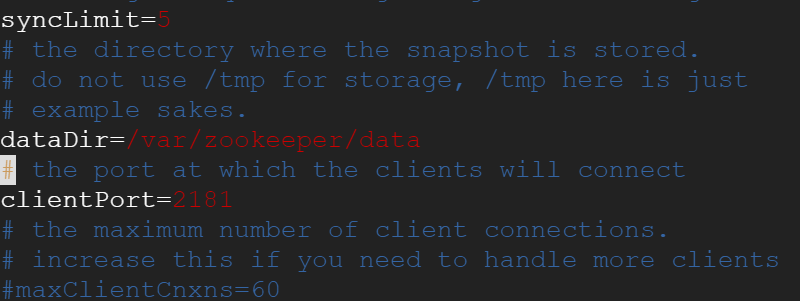 syncLimit=5
# the directory where the snapshot is stored.
# do not use /tmp for storage, /tmp here is just
# example sakes.
dataDir=/var/zookeeper/data
# the port at which the clients will connect
clientPort=2181
# the maximum number of client connections.
# increase this if you need to handle more clients
#maxClientCnxns=60